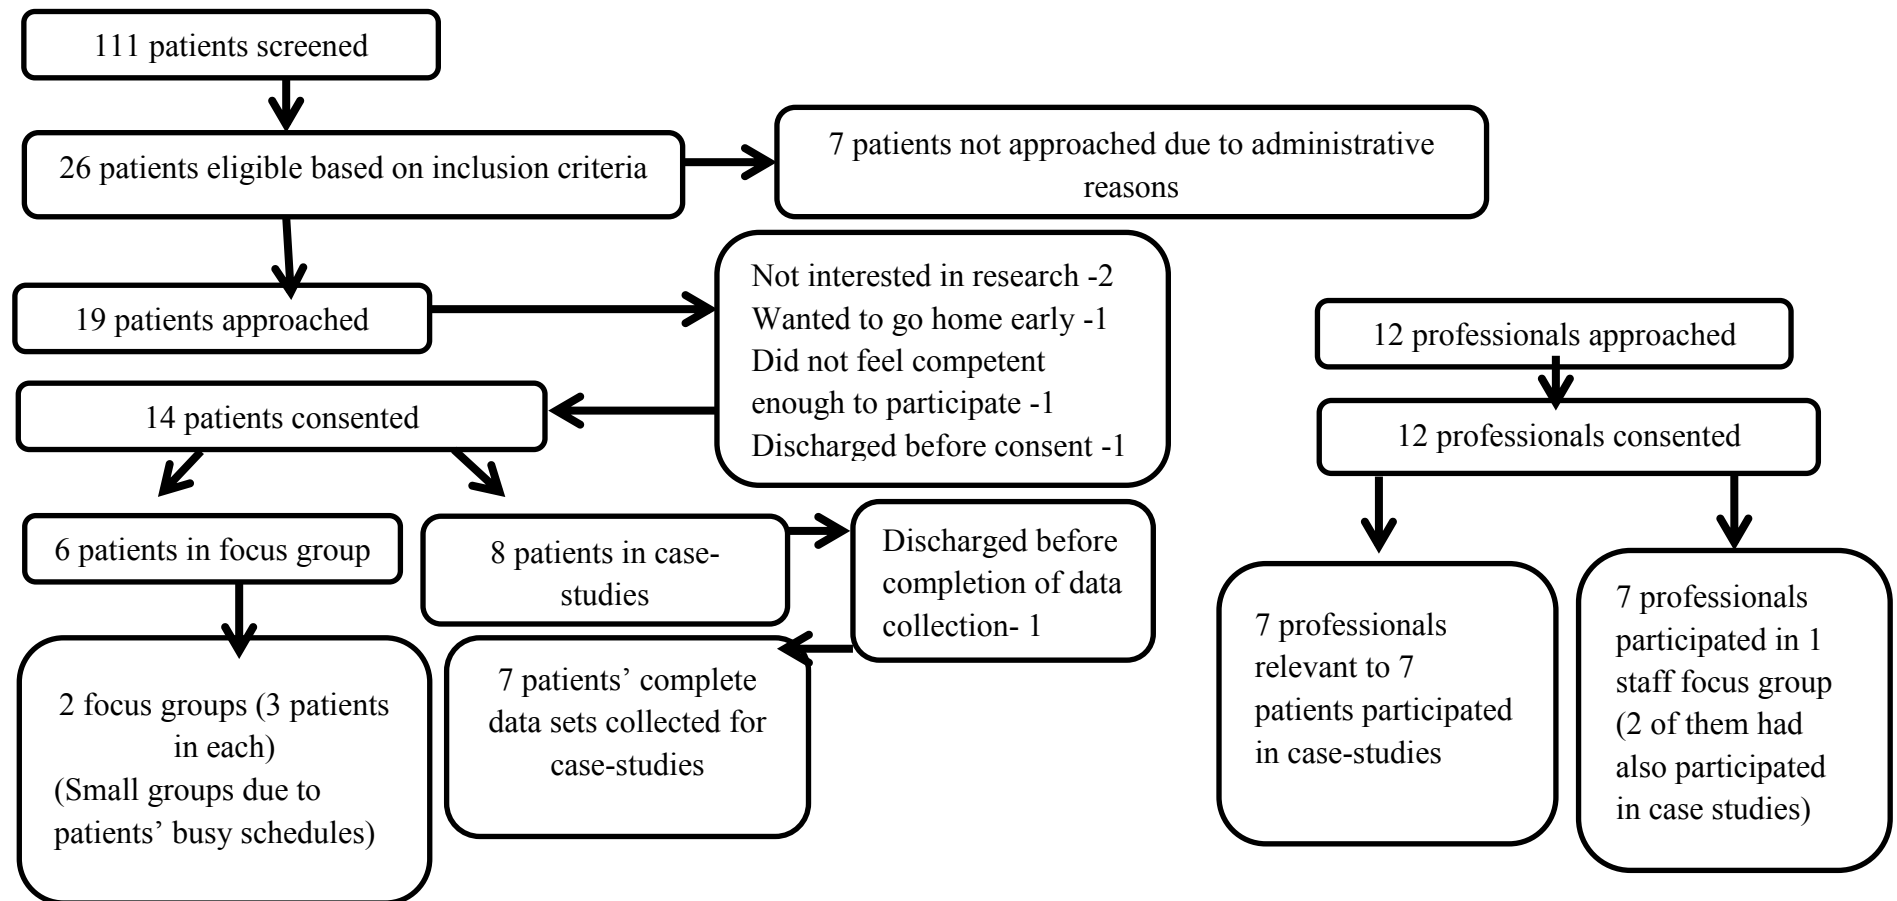 111 patients screened
26 patients eligible based on inclusion criteria
7 patients not approached due to administrative
reasons
19 patients approached
Not interested in research -2
Wanted to go home early -1
Did not feel competent
enough to participate -1
Discharged before consent -1
14 patients consented
6 patients in focus group
8 patients in case-
studies
Discharged before
completion of data
collection- 1
2 focus groups (3 patients
in each)
(Small groups due to
patients’ busy schedules)
7 patients’ complete
data sets collected for
case-studies
12 professionals approached
12 professionals consented
7 professionals
relevant to 7
patients participated
in case-studies
7 professionals
participated in 1
staff focus group
(2 of them had
also participated
in case studies)